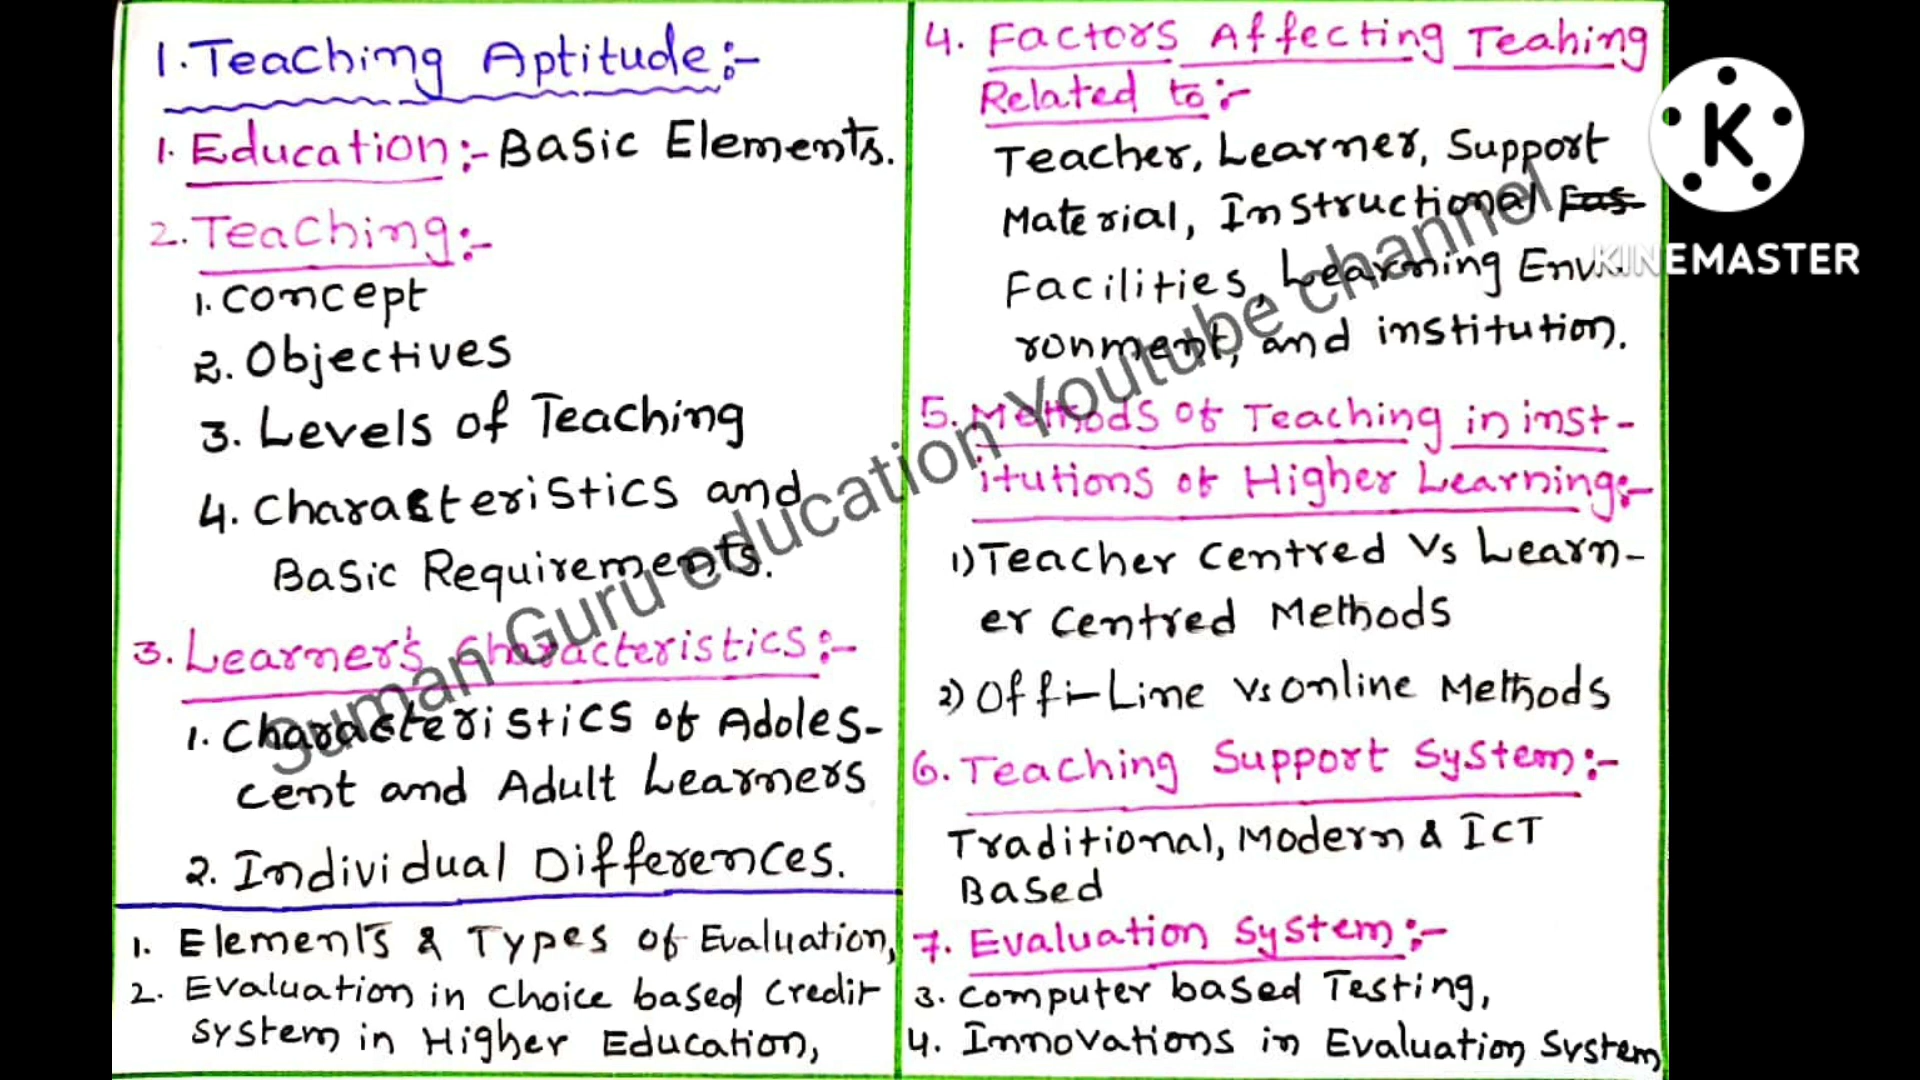 1. Teaching Aptitude:-
1. Education:- Basic Elements.
2. Teaching:-
1. Concept
2. Objectives
3. Levels of Teaching
4. Characteristics and
Basic Requirements.
3. Learner's Characteristics:-
1. Characteristics of Adoles-
cent and Adult Learners
2. Individual Differences.
1. Elements & Types of Evaluation,
2. Evaluation in Choice based Credit
System in Higher Education,
4. Factors Affecting Teahing
Related to:-
Teacher, Learner, Support
Material, Instructional Fas
Facilities, Learning Envi
ronment, and institution.
5. Methods of Teaching in inst-
itutions of Higher Learning:-
1) Teacher Centred Vs Learn-
er Centred Methods
2) Off-Line Vs online Methods
6. Teaching Support System:-
Traditional, Modern & ICT
Based
7. Evaluation System:-
3. Computer based Testing,
4. Innovations in Evaluation System
Suman Guru education Youtube channel
K
KINEMASTER